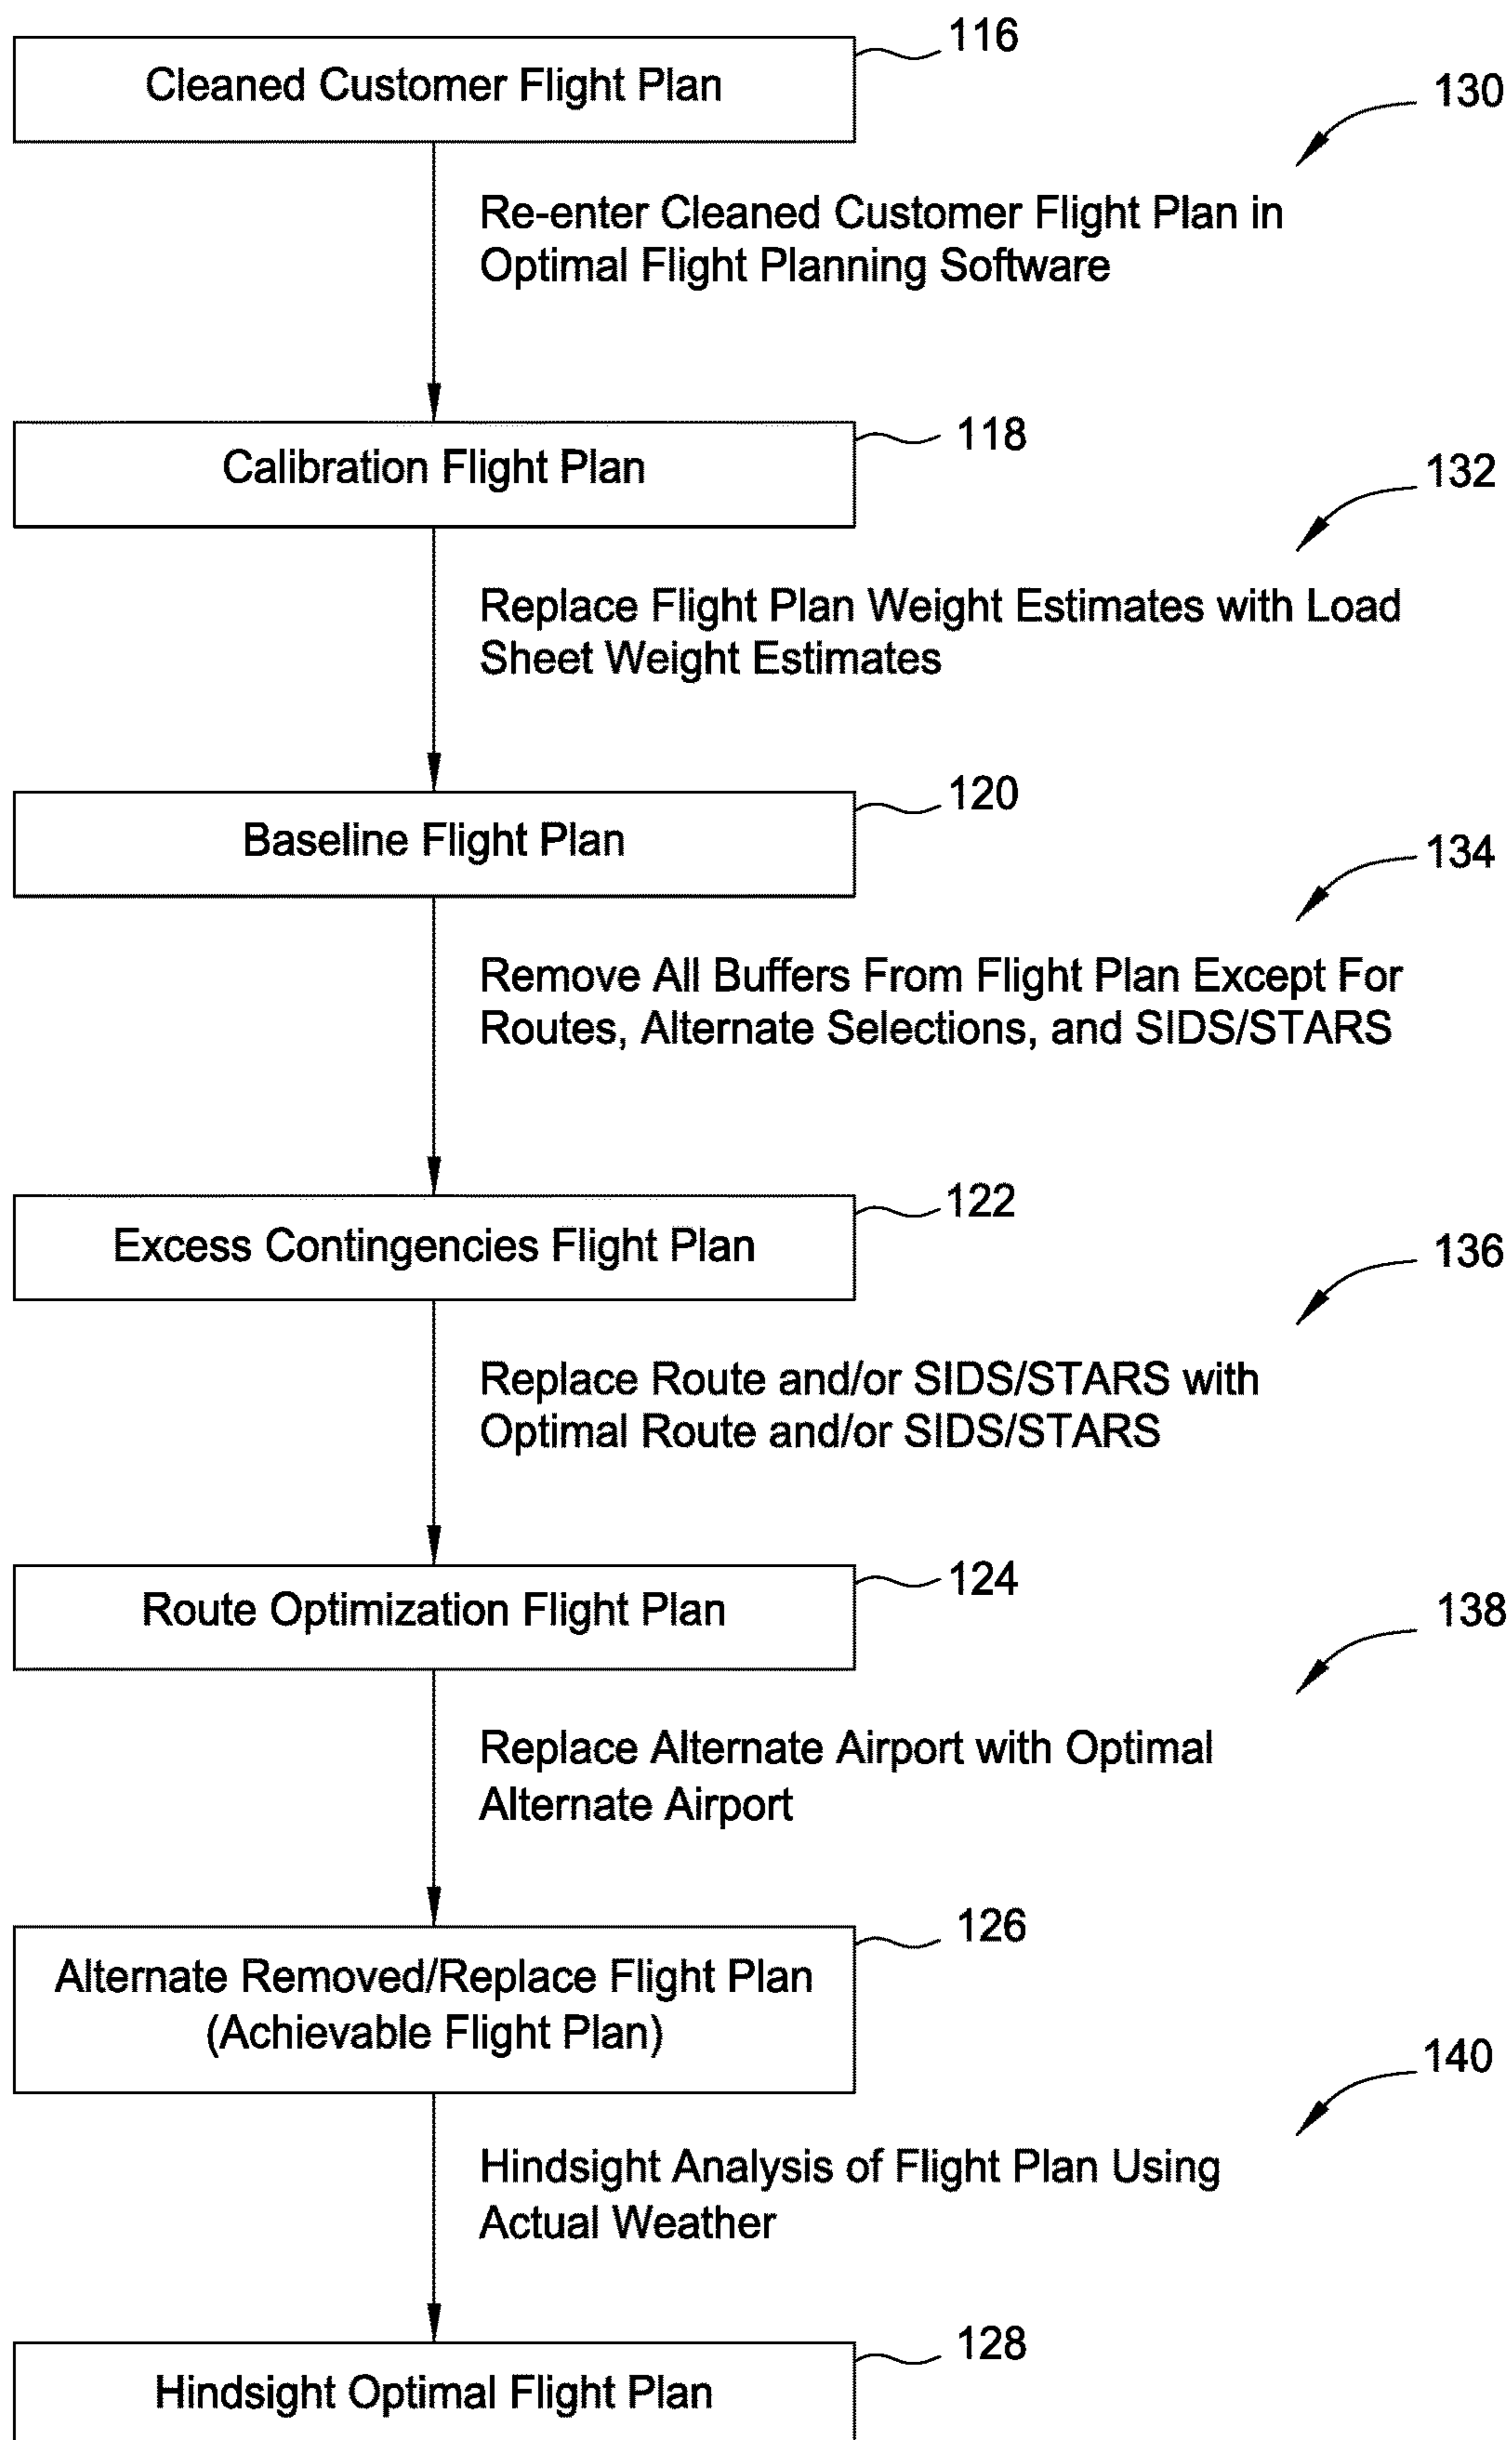 116
Cleaned Customer Flight Plan
130
Re-enter Cleaned Customer Flight Plan in
Optimal Flight Planning Software
118
Calibration Flight Plan
132
Replace Flight Plan Weight Estimates with Load
Sheet Weight Estimates
120
Baseline Flight Plan
134
Remove All Buffers From Flight Plan Except For
Routes, Alternate Selections, and SIDS/STARS
122
Excess Contingencies Flight Plan
136
Replace Route and/or SIDS/STARS with
Optimal Route and/or SIDS/STARS
124
Route Optimization Flight Plan
138
Replace Alternate Airport with Optimal
Alternate Airport
126
Alternate Removed/Replace Flight Plan
(Achievable Flight Plan)
140
Hindsight Analysis of Flight Plan Using
Actual Weather
128
Hindsight Optimal Flight Plan